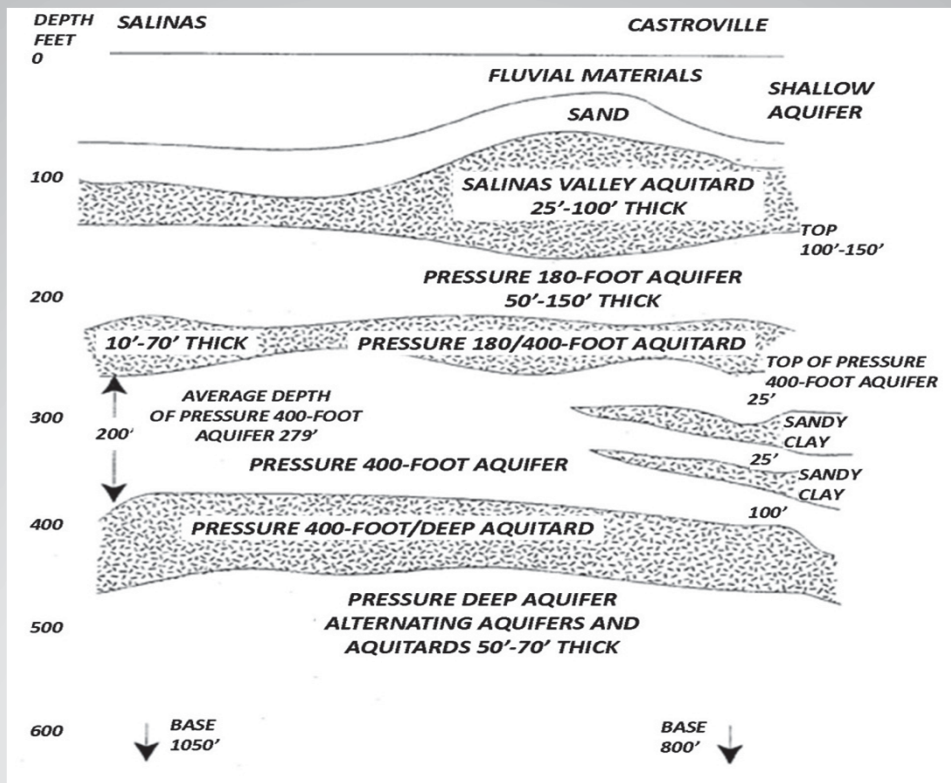 DEPTH
FEET
0
SALINAS
CASTROVILLE
FLUVIAL MATERIALS
SHALLOW
AQUIFER
SAND
100
SALINAS VALLEY AQUITARD
25'-100' THICK
TOP
100'-150'
PRESSURE 180-FOOT AQUIFER
50'-150' THICK
200
10'-70' THICK
PRESSURE 180/400-FOOT AQUITARD
TOP OF PRESSURE
400-FOOT AQUIFER
25'
AVERAGE DEPTH
OF PRESSURE 400-FOOT
AQUIFER 279'
300
200'
SANDY
CLAY
25'
PRESSURE 400-FOOT AQUIFER
SANDY
CLAY
100'
400
PRESSURE 400-FOOT/DEEP AQUITARD
PRESSURE DEEP AQUIFER
ALTERNATING AQUIFERS AND
AQUITARDS 50'-70' THICK
500
600
BASE
1050'
BASE
800'